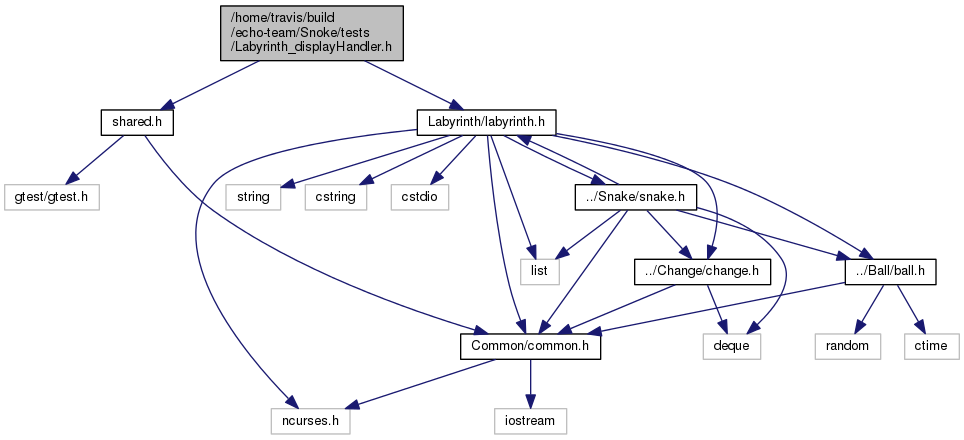 /home/travis/build
/echo-team/Snoke/tests
/Labyrinth_displayHandler.h
shared.h
Labyrinth/labyrinth.h
gtest/gtest.h
string
cstring
cstdio
../Snake/snake.h
list
../Change/change.h
../Ball/ball.h
Common/common.h
deque
random
ctime
ncurses.h
iostream